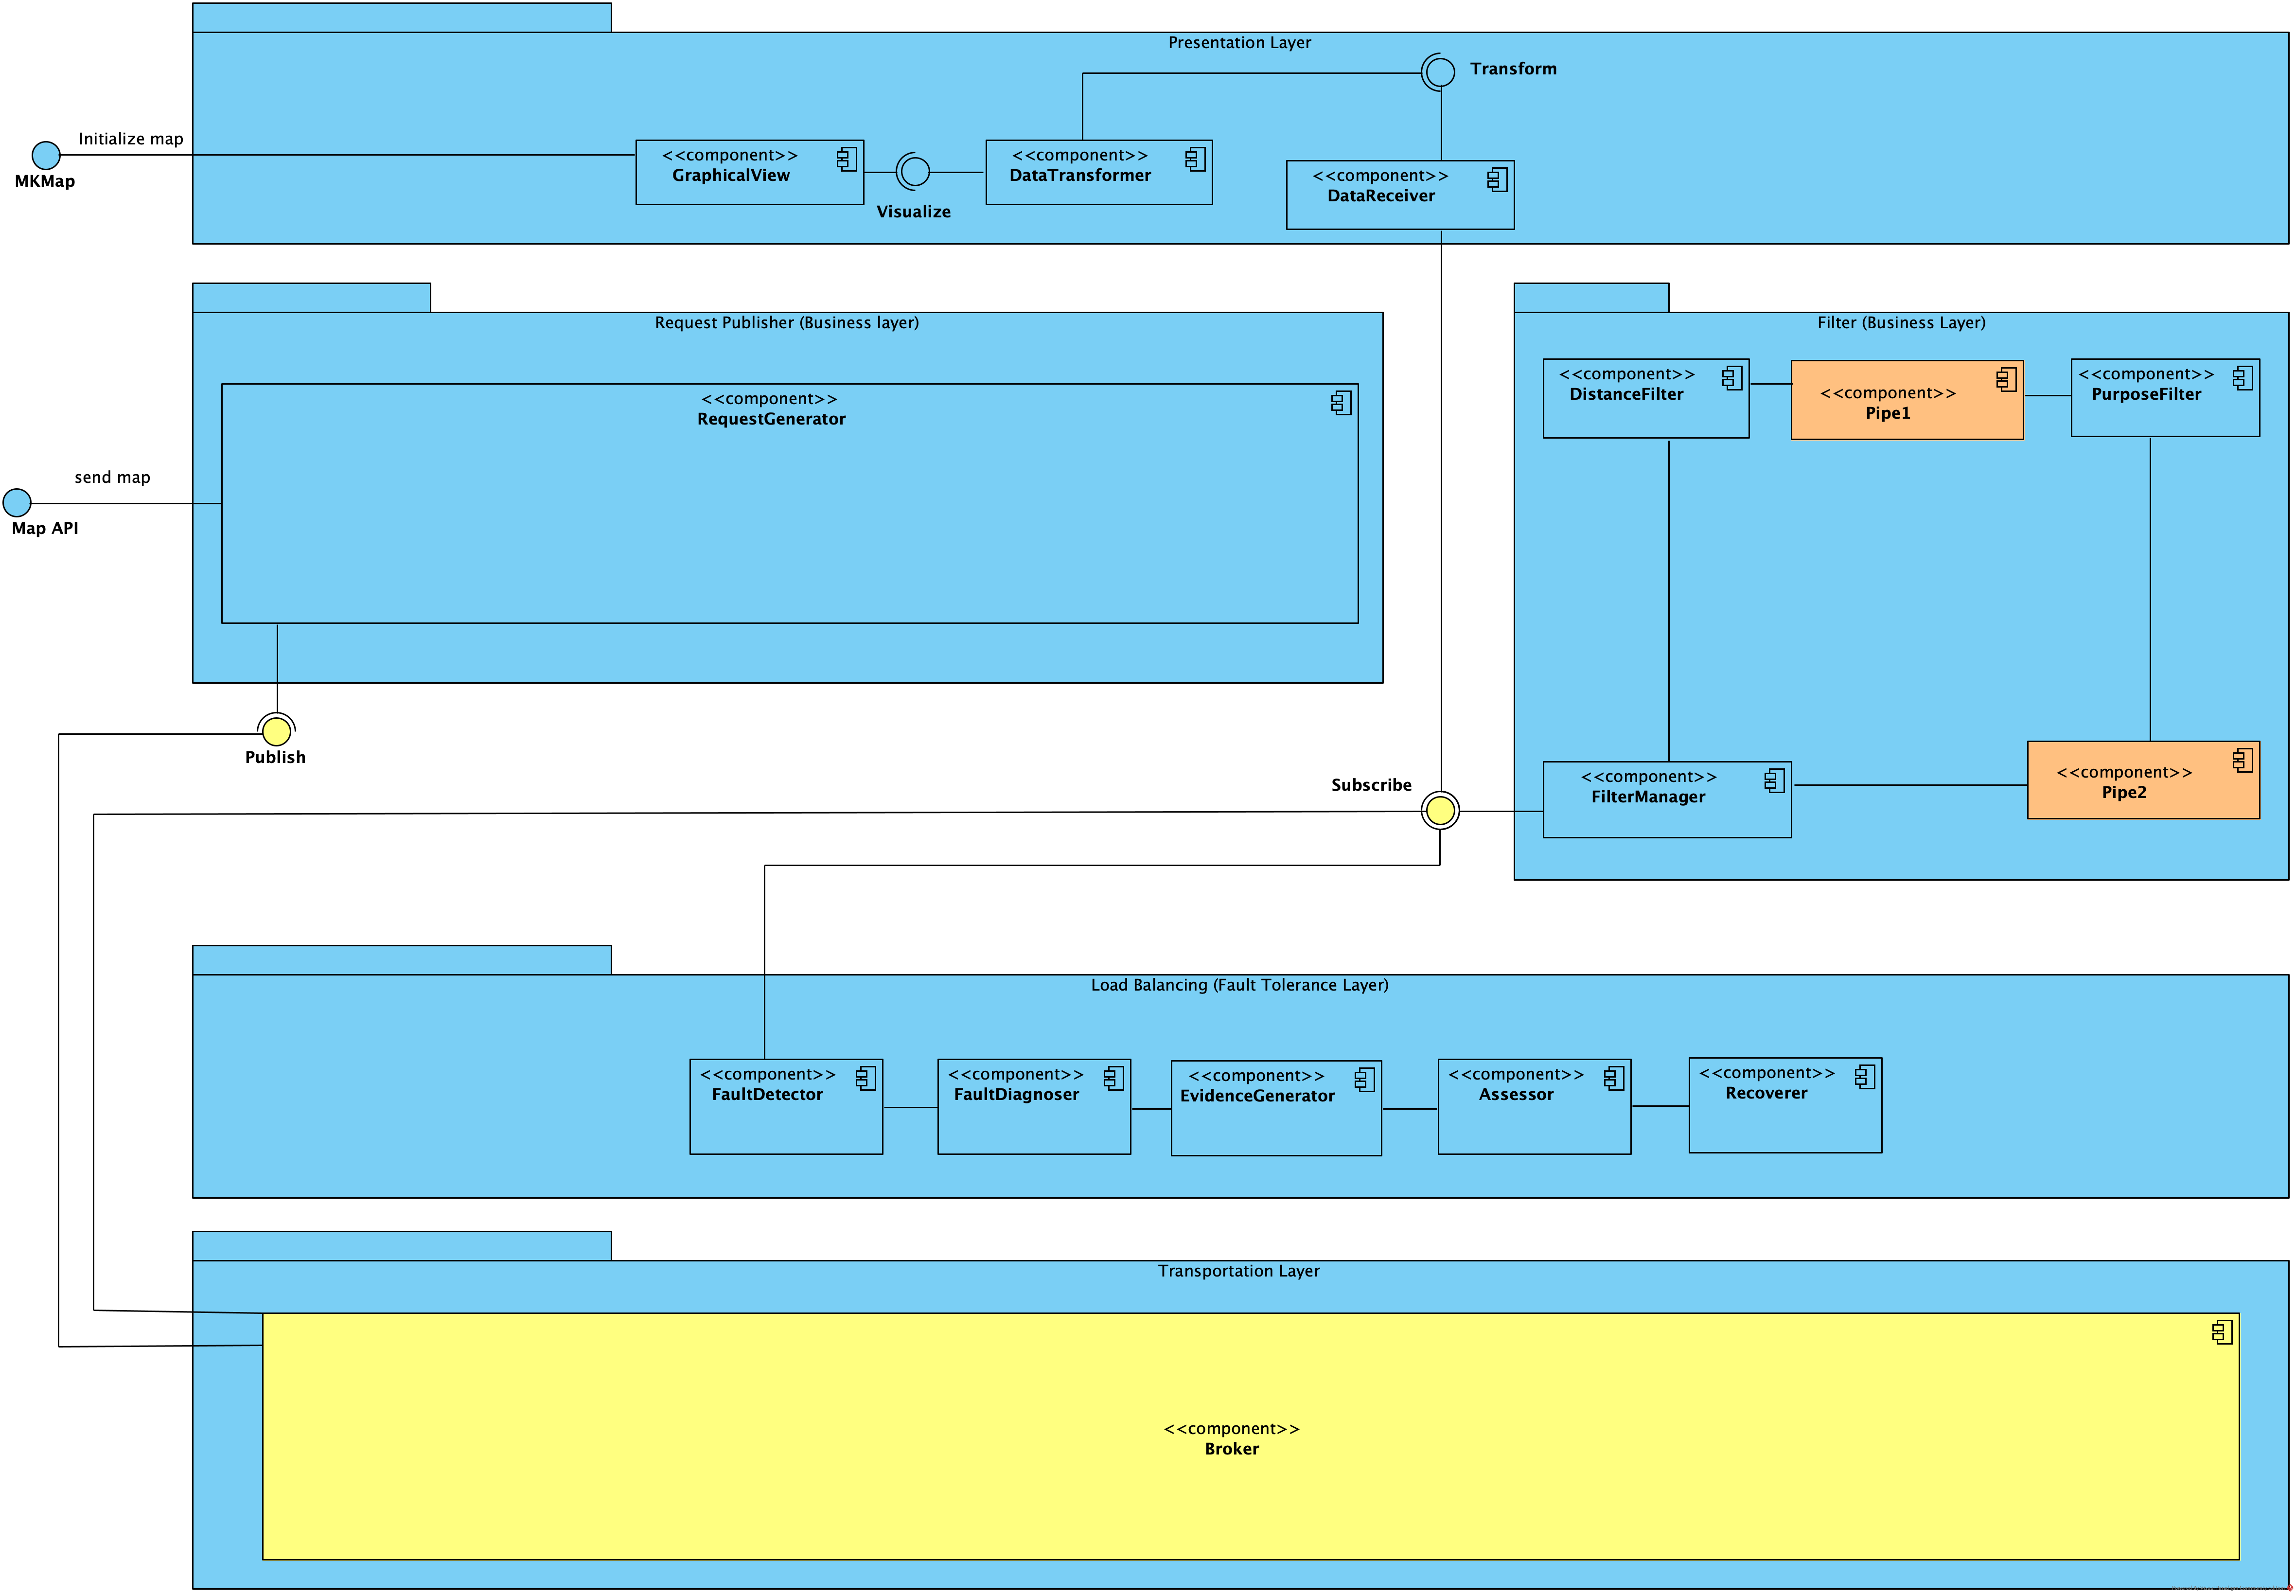 Presentation Layer
Transform
Initialize map
MKMap
<<component>>
GraphicalView
Visualize
<<component>>
DataTransformer
<<component>>
DataReceiver
Request Publisher (Business layer)
<<component>>
RequestGenerator
send map
Map API
Publish
Filter (Business Layer)
<<component>>
DistanceFilter
<<component>>
Pipe1
<<component>>
PurposeFilter
Subscribe
<<component>>
FilterManager
<<component>>
Pipe2
Load Balancing (Fault Tolerance Layer)
<<component>>
FaultDetector
<<component>>
FaultDiagnoser
<<component>>
EvidenceGenerator
<<component>>
Assessor
<<component>>
Recoverer
Transportation Layer
<<component>>
Broker